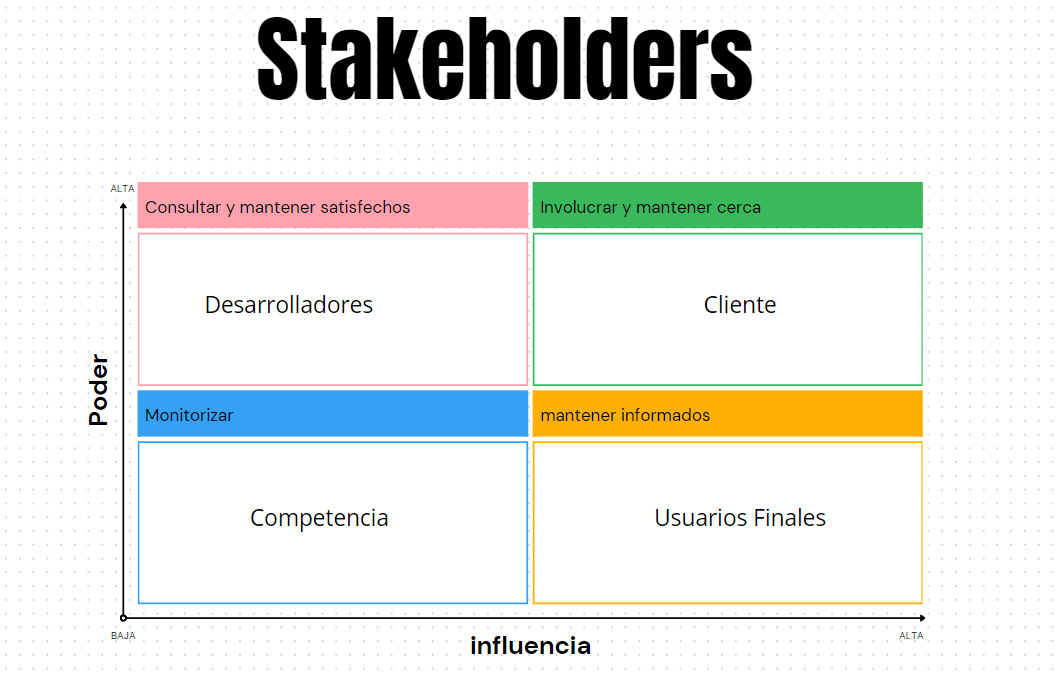 Stakeholders
ALTA
Consultar y mantener satisfechos
Involucrar y mantener cerca
Desarrolladores
Cliente
Poder
Monitorizar
mantener informados
Competencia
Usuarios Finales
BAJA
influencia
ALTA